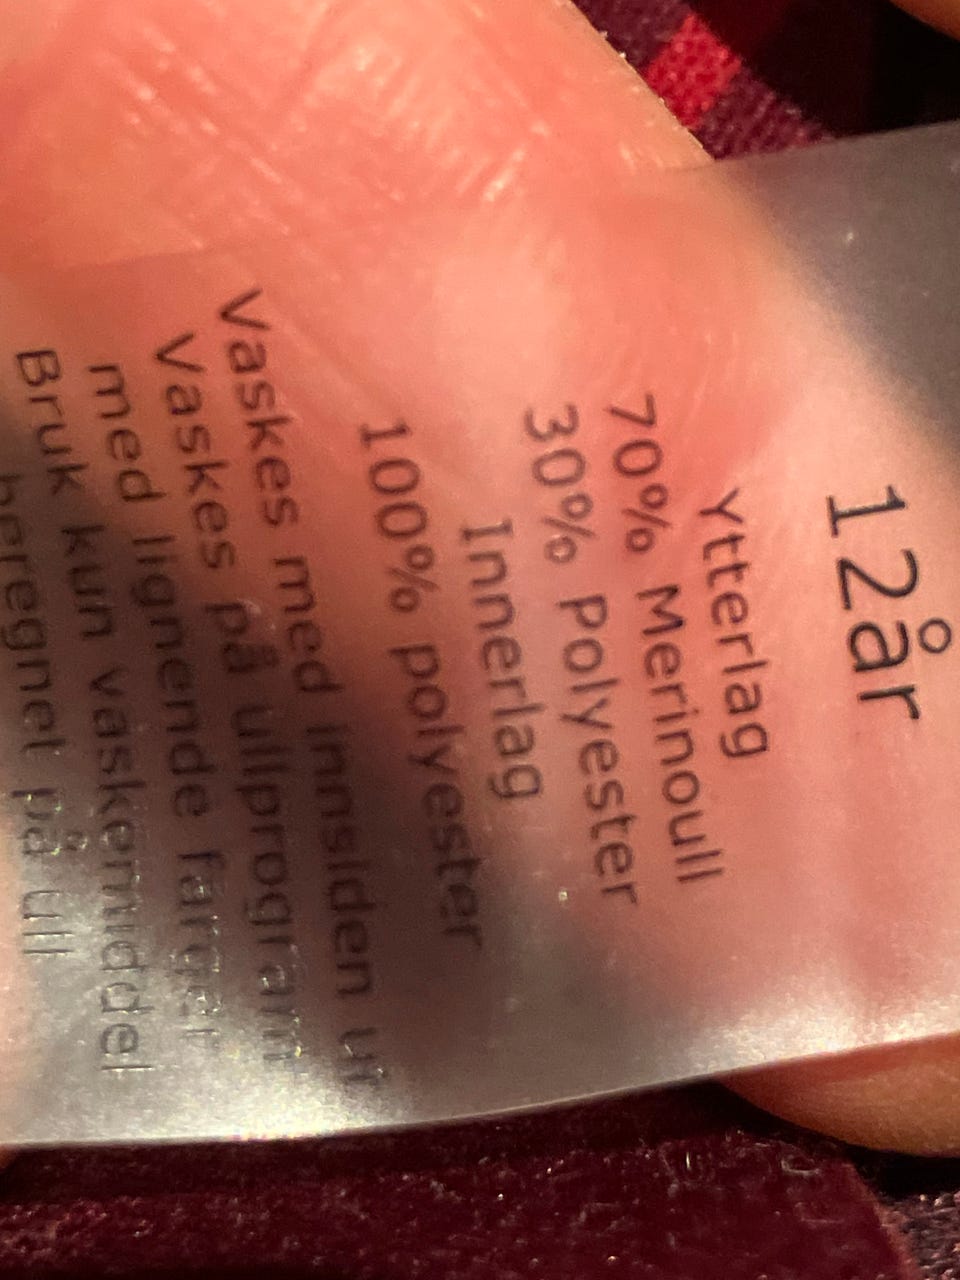 12år
Ytterlag
70% Merinoull
30% Polyester
Innerlag
100% polyester
Vaskes med innsiden ut
Vaskes på ullprogram
med lignende farger
Bruk kun vaskemiddel
beregnet på ull